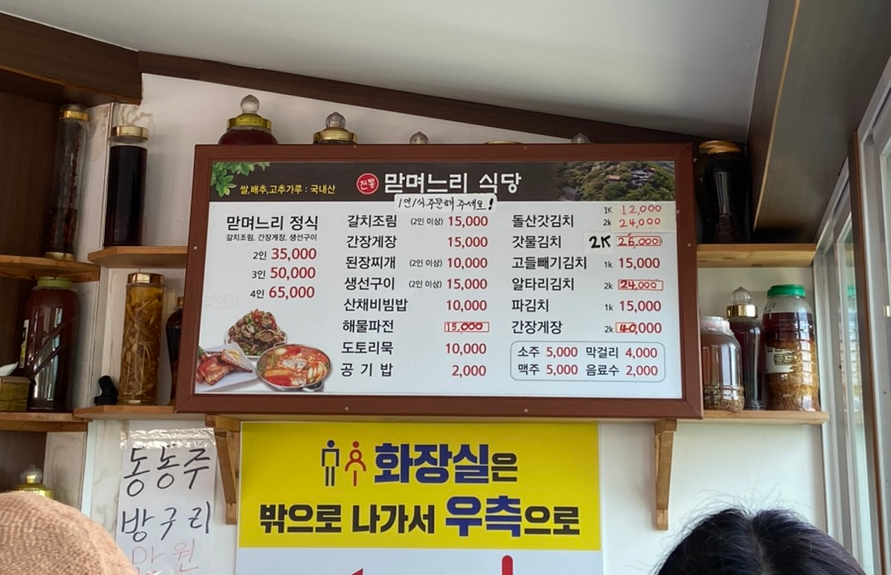 쌀,배추,고추가루 : 국내산
전통 맏며느리 식당
1인 1식 주문해 주세요!
맏며느리 정식
갈치조림, 간장게장, 생선구이
2인 35,000
3인 50,000
4인 65,000
갈치조림 (2인 이상) 15,000
간장게장 15,000
된장찌개 (2인 이상) 10,000
생선구이 (2인 이상) 15,000
산채비빔밥 10,000
해물파전 15,000
도토리묵 10,000
공기밥 2,000
돌산갓김치 1K 12,000
2k 24,000
갓물김치 2K 26,000
고들빼기김치 1k 15,000
알타리김치 2k 24,000
파김치 1k 15,000
간장게장 2k 40,000
소주 5,000 막걸리 4,000
맥주 5,000 음료수 2,000
화장실은
밖으로 나가서 우측으로
동동주
방구리
만원